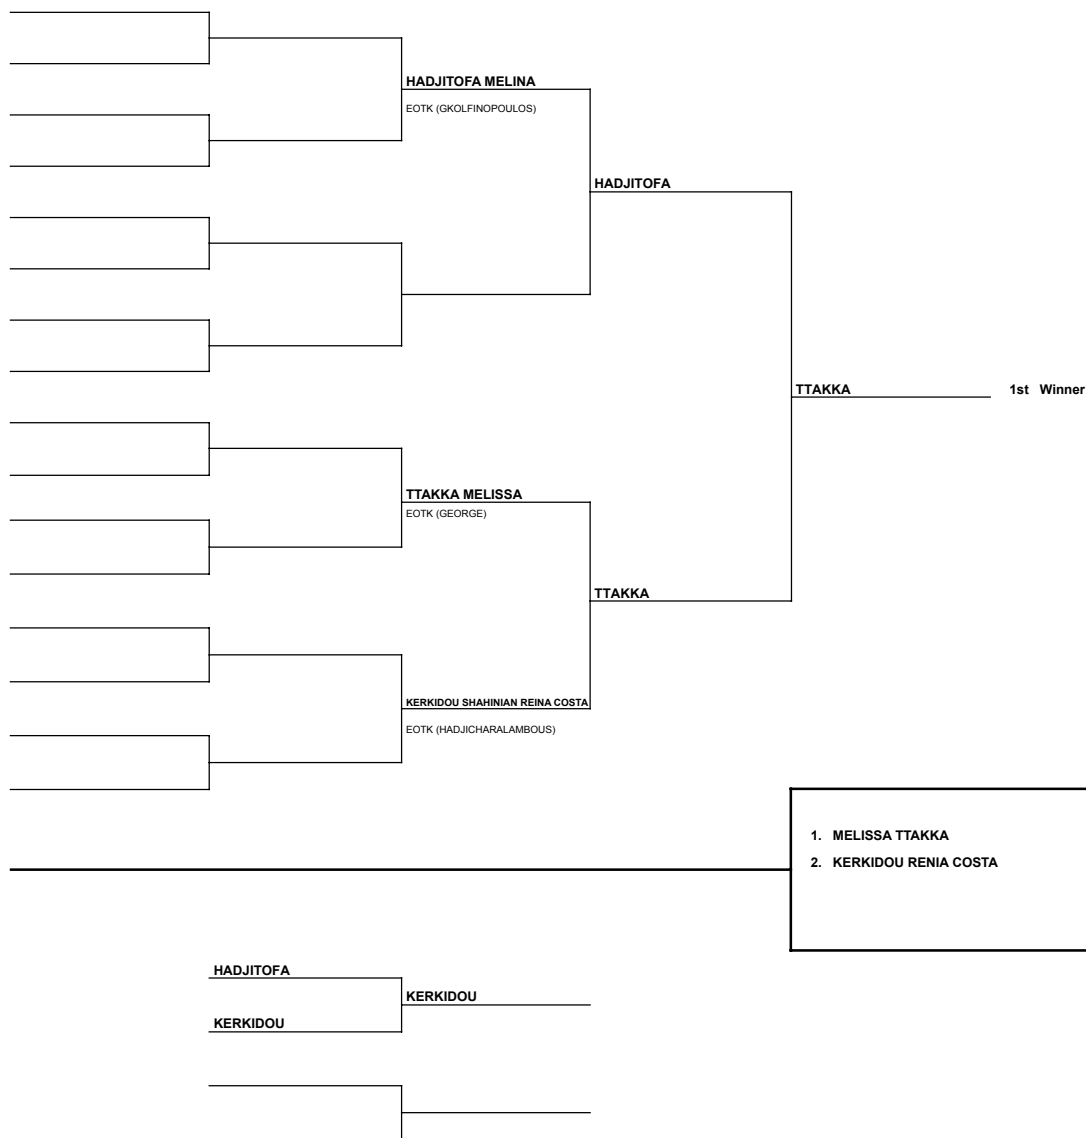 HADJITOFA MELINA
EOTK (GKOLFINOPOULOS)
HADJITOFA
TTAKKA
1st Winner
TTAKKA MELISSA
EOTK (GEORGE)
TTAKKA
KERKIDOU SHAHINIAN REINA COSTA
EOTK (HADJICHARALAMBOUS)
1. MELISSA TTAKKA
2. KERKIDOU RENIA COSTA
HADJITOFA
KERKIDOU
KERKIDOU